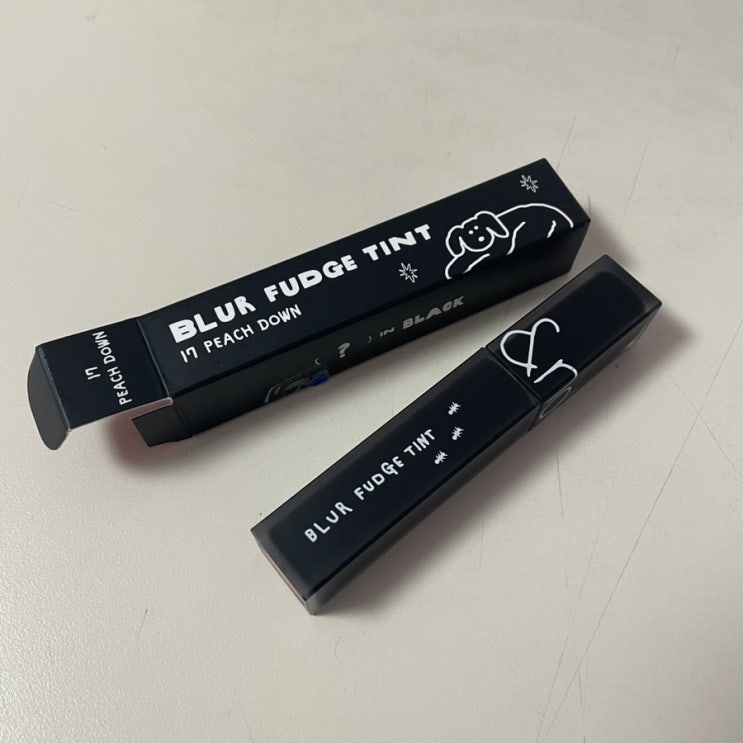 BLUR FUDGE TINT
17 PEACH DOWN
17
PEACH DOWN
IN BLACK
BLUR FUDGE TINT
&r